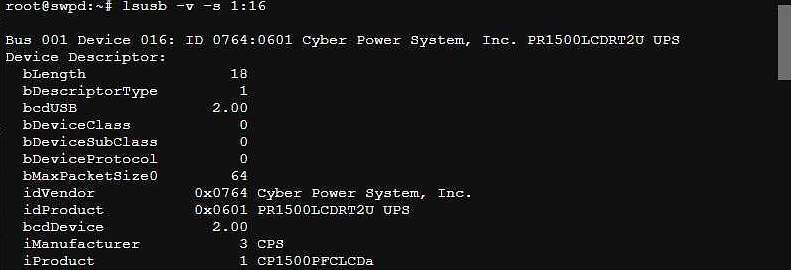 root@swpd:~# lsusb -v -s 1:16
Bus 001 Device 016: ID 0764:0601 Cyber Power System, Inc. PR1500LCDRT2U UPS
Device Descriptor:
  bLength                18
  bDescriptorType         1
  bcdUSB               2.00
  bDeviceClass            0
  bDeviceSubClass         0
  bDeviceProtocol         0
  bMaxPacketSize0        64
  idVendor           0x0764 Cyber Power System, Inc.
  idProduct          0x0601 PR1500LCDRT2U UPS
  bcdDevice            2.00
  iManufacturer           3 CPS
  iProduct                1 CP1500PFCLCDa